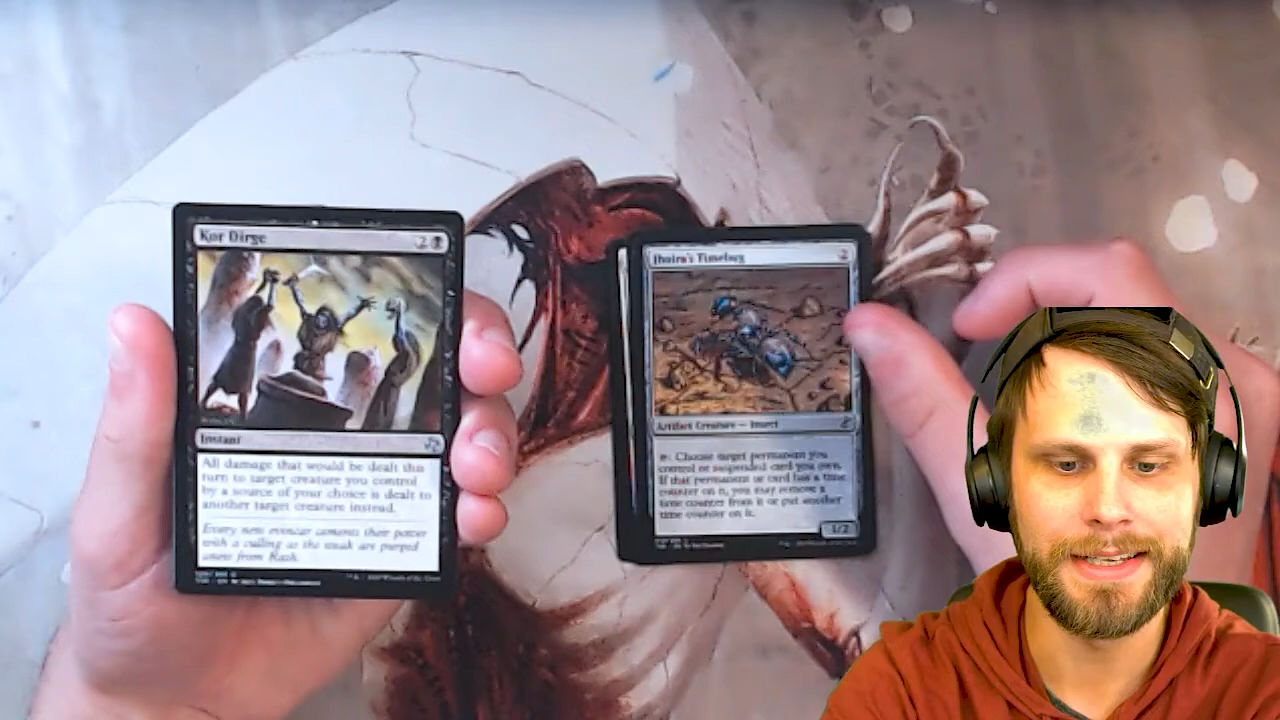 Kor Dirge 2
Instant
All damage that would be dealt this
turn to target creature you control
by a source of your choice is dealt to
another target creature instead.
Every new evincar cements their power
with a culling as the weak are purged
anew from Rath.
Jhoira's Timebug 2
Artifact Creature — Insect
: Choose target permanent you
control or suspended card you own.
If that permanent or card has a time
counter on it, you may remove a
time counter from it or put another
time counter on it.
1/2